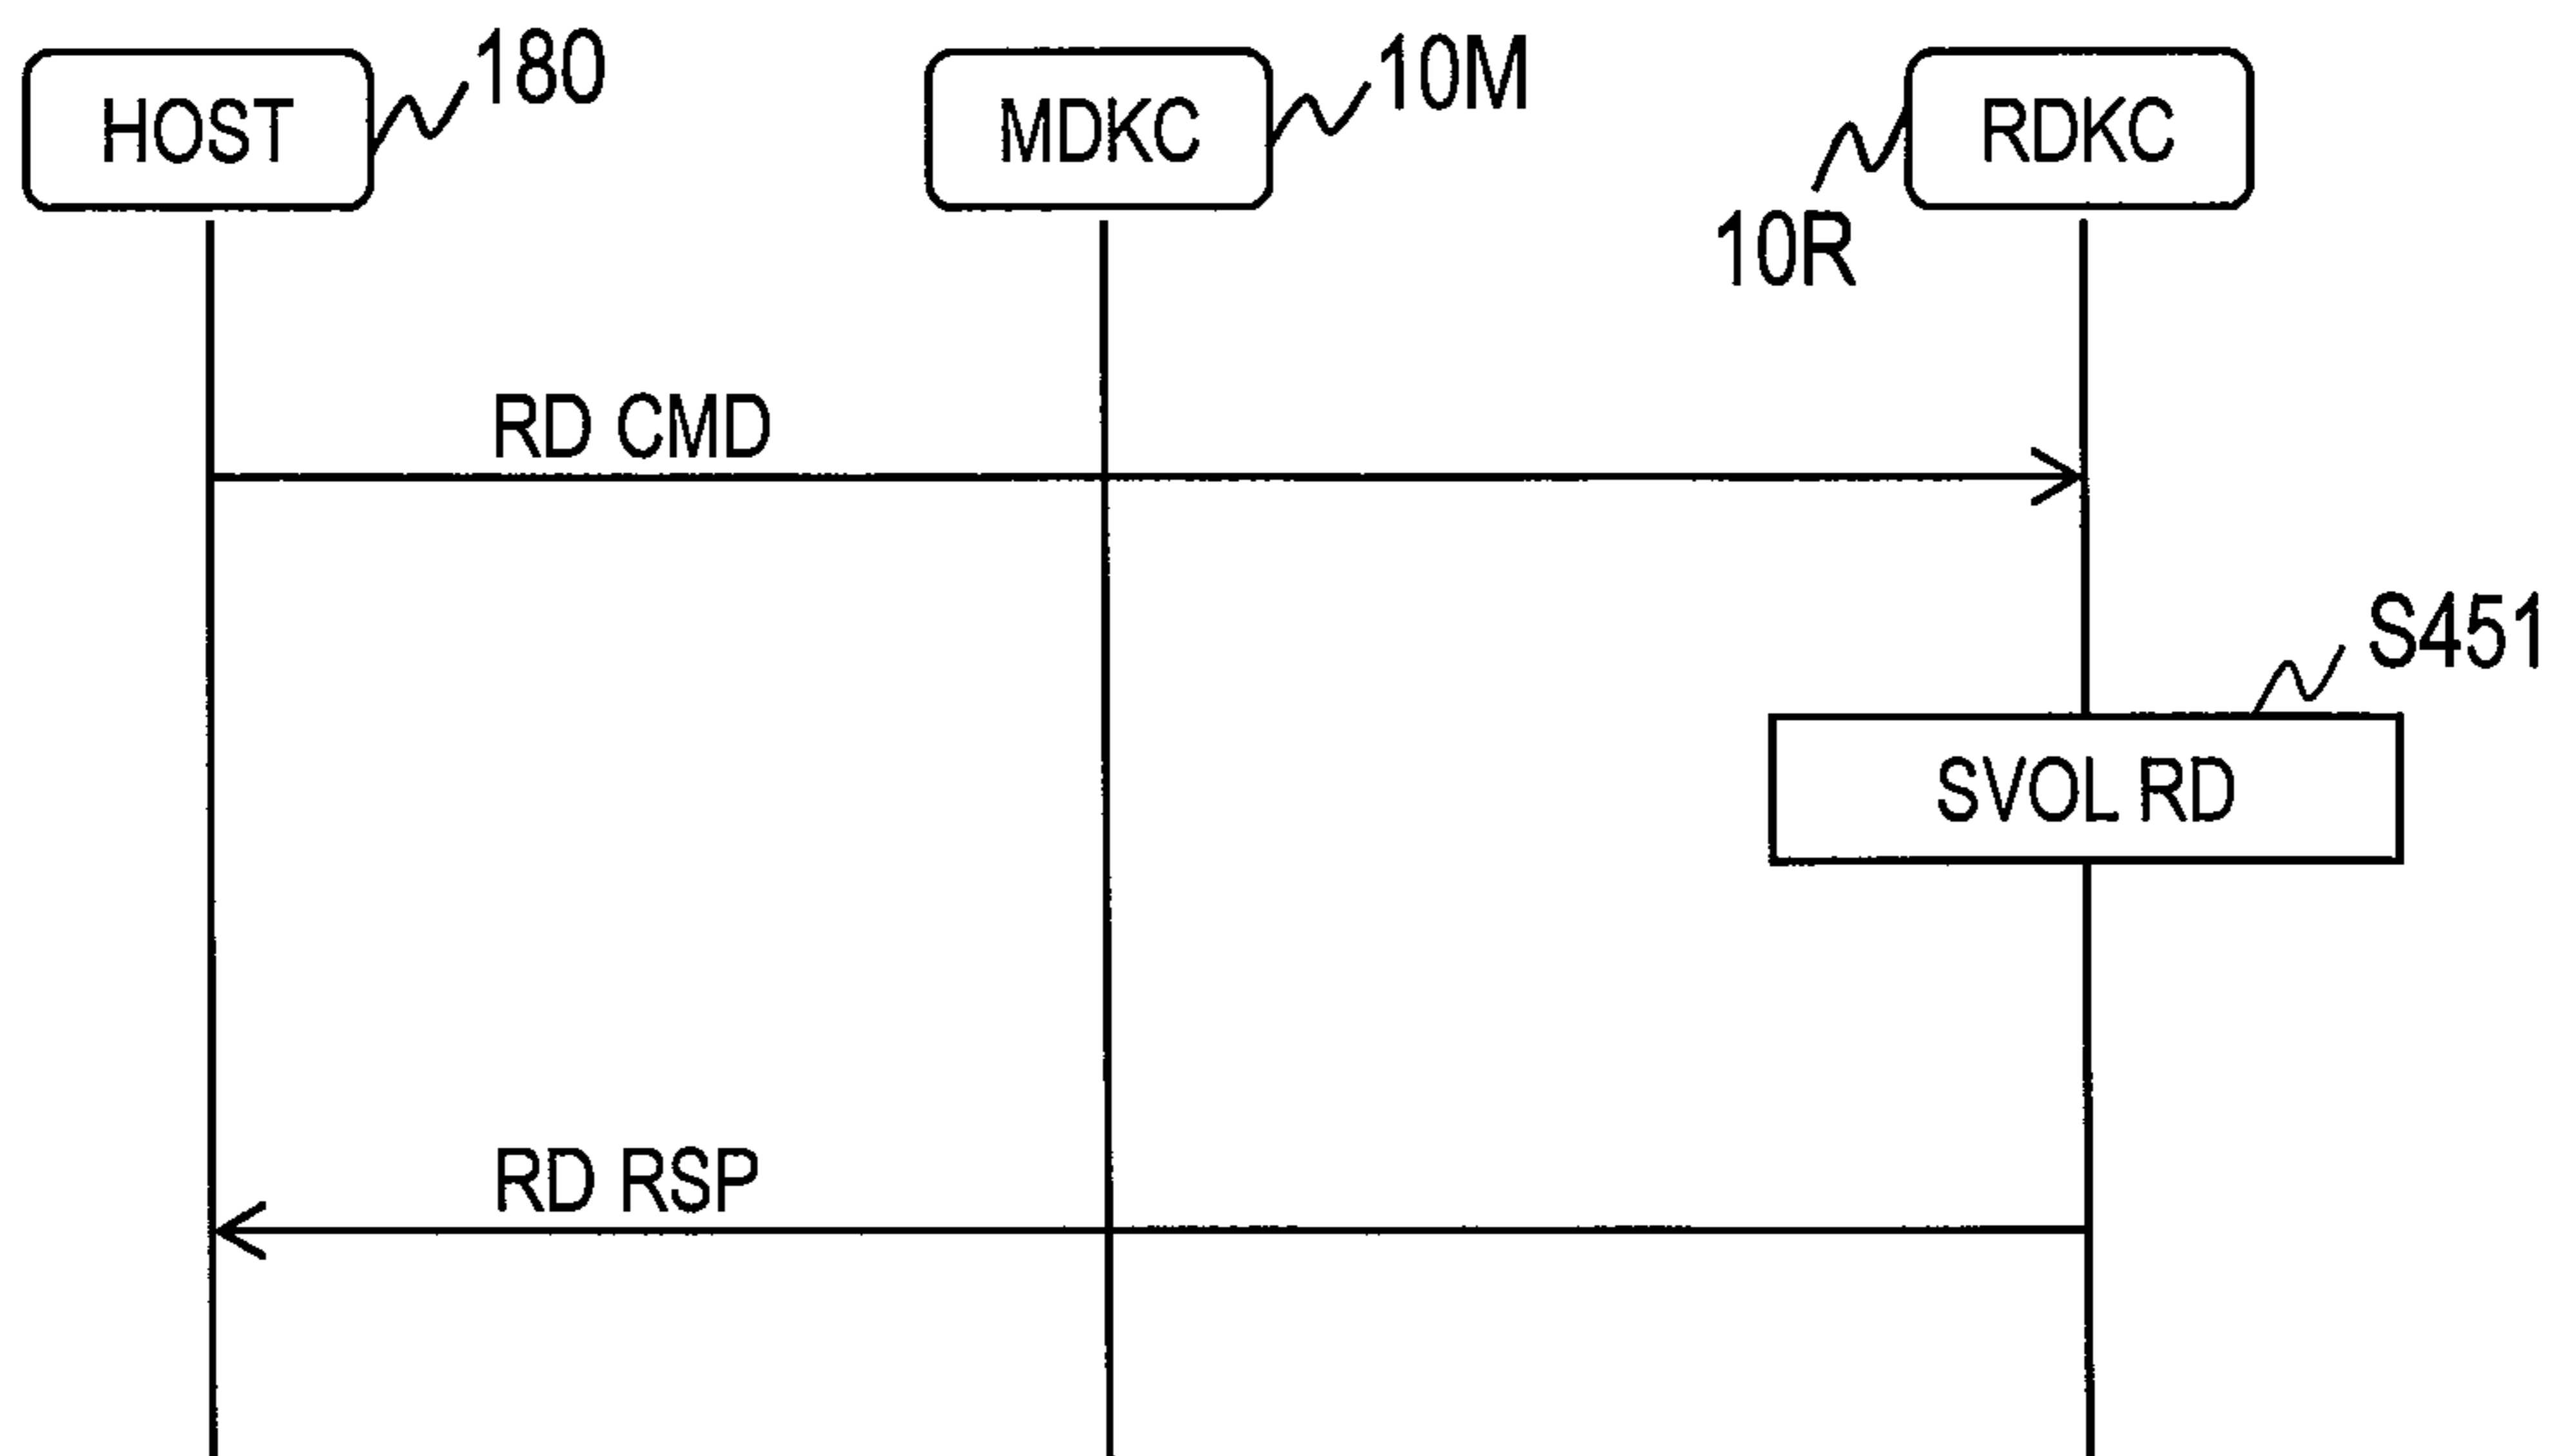 HOST
180
MDKC
10M
RDKC
10R
RD CMD
S451
SVOL RD
RD RSP